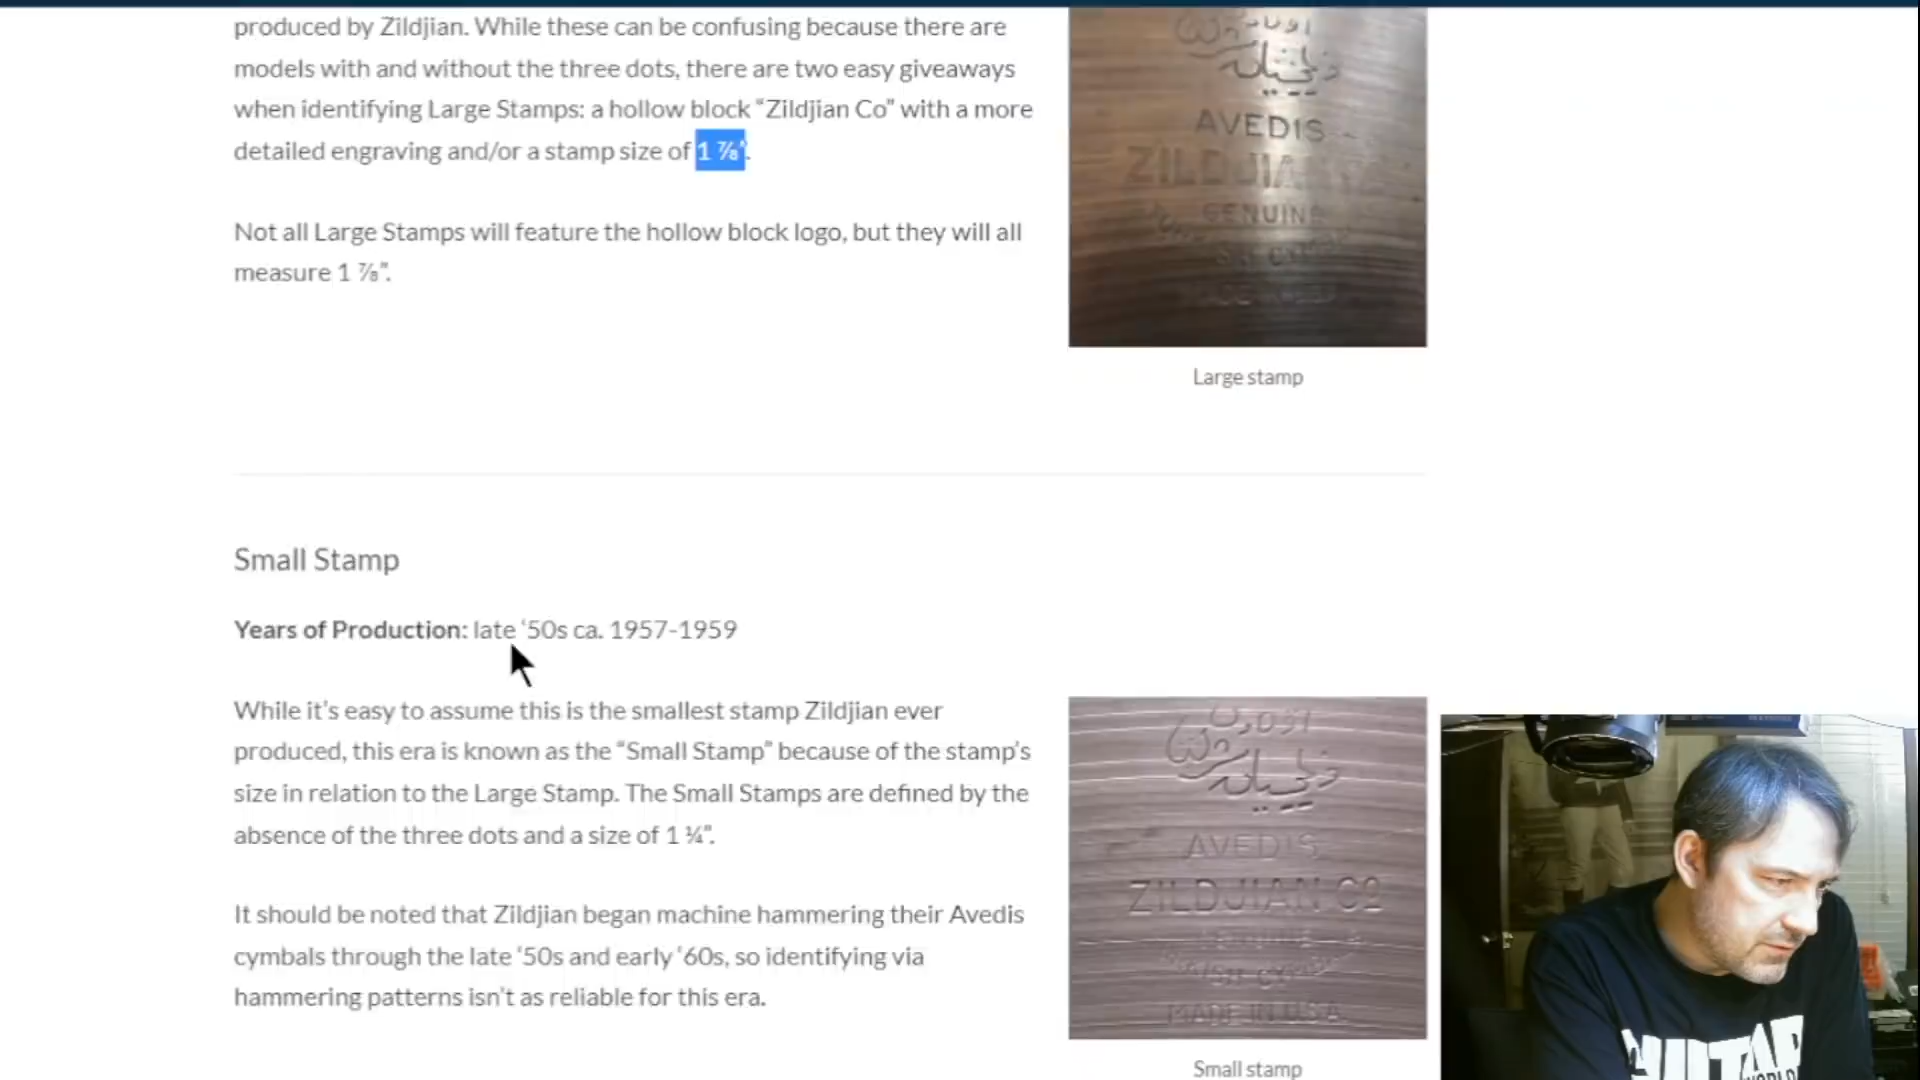 produced by Zildjian. While these can be confusing because there are
models with and without the three dots, there are two easy giveaways
when identifying Large Stamps: a hollow block “Zildjian Co” with a more
detailed engraving and/or a stamp size of 1 ⅞”.
Not all Large Stamps will feature the hollow block logo, but they will all
measure 1 ⅞”.
AVEDIS
ZILDJIAN
GENUINE
Large stamp
Small Stamp
Years of Production: late ‘50s ca. 1957-1959
While it’s easy to assume this is the smallest stamp Zildjian ever
produced, this era is known as the “Small Stamp” because of the stamp’s
size in relation to the Large Stamp. The Small Stamps are defined by the
absence of the three dots and a size of 1 ¼”.
It should be noted that Zildjian began machine hammering their Avedis
cymbals through the late ‘50s and early ‘60s, so identifying via
hammering patterns isn’t as reliable for this era.
AVEDIS
ZILDJIAN CO
MADE IN U.S.A.
Small stamp
GUITAR
WORLD